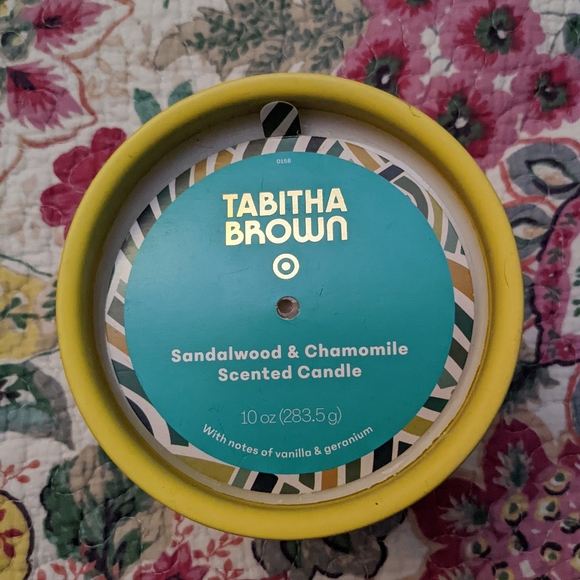 0158
TABITHA
BROWN
Sandalwood & Chamomile
Scented Candle
10 oz (283.5 g)
With notes of vanilla & geranium